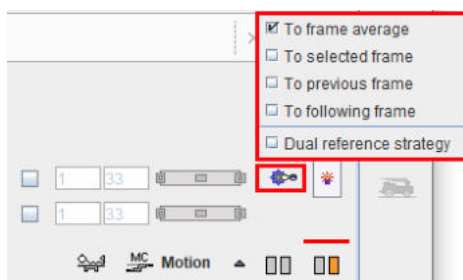 To frame average
To selected frame
To previous frame
To following frame
Dual reference strategy
1 33
1 33
MC Motion